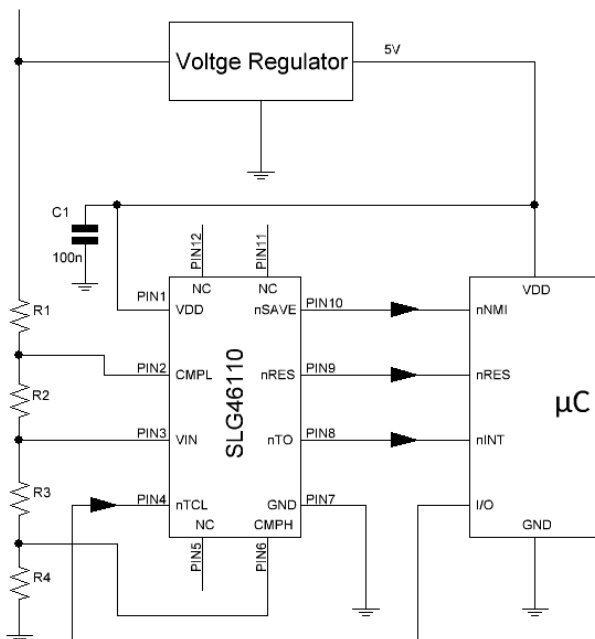 Voltge Regulator
5V
C1
100n
PIN12
PIN11
NC
NC
PIN1
VDD
nSAVE
PIN10
nNMI
VDD
R1
PIN2
CMPL
nRES
PIN9
nRES
R2
SLG46110
µC
PIN3
VIN
nTO
PIN8
nINT
R3
PIN4
nTCL
GND
PIN7
I/O
NC
CMPH
GND
PIN5
PIN6
R4